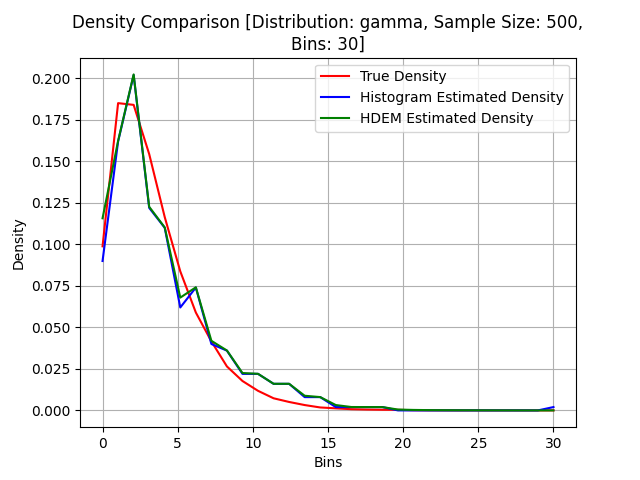 Density Comparison [Distribution: gamma, Sample Size: 500,
Bins: 30]
True Density
Histogram Estimated Density
HDEM Estimated Density
Density
0.200
0.175
0.150
0.125
0.100
0.075
0.050
0.025
0.000
0 5 10 15 20 25 30
Bins